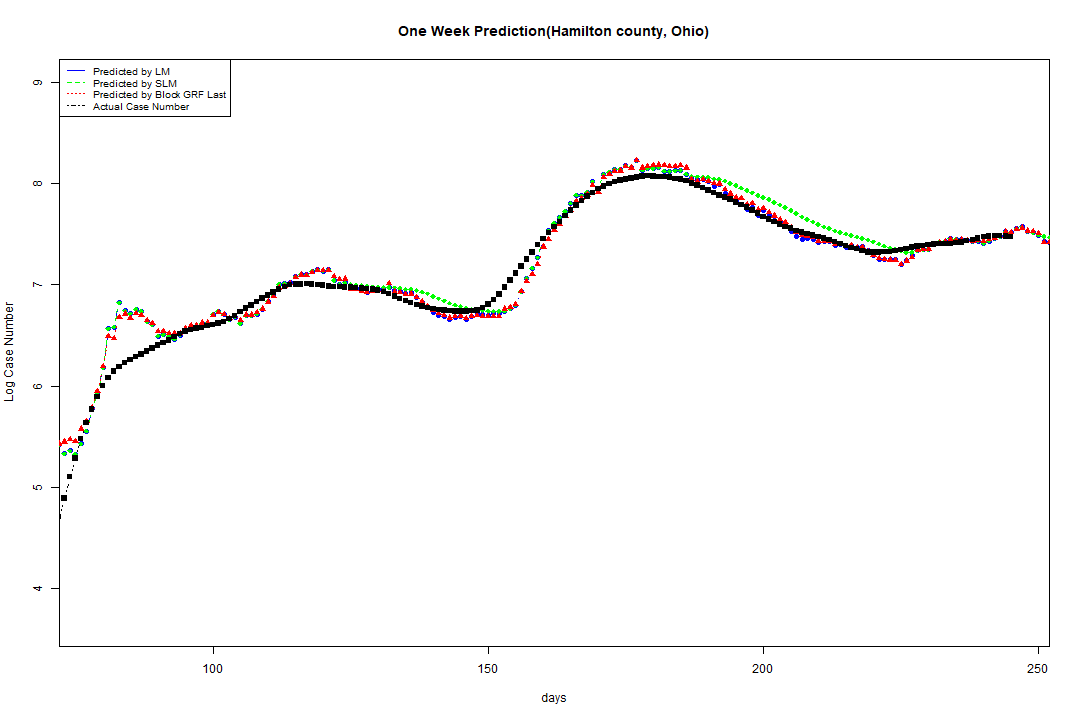 One Week Prediction(Hamilton county, Ohio)
Predicted by LM
Predicted by SLM
Predicted by Block GRF Last
Actual Case Number
9
8
7
6
5
4
Log Case Number
100 150 200 250
days